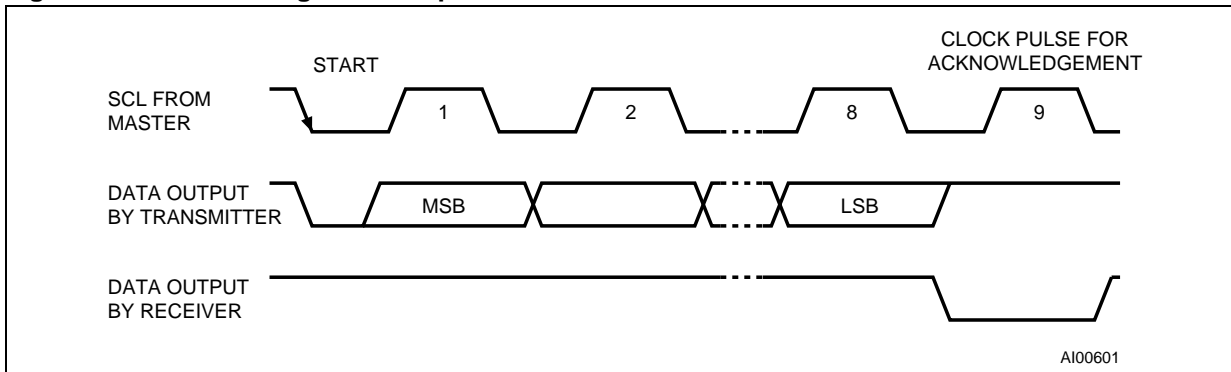 START
CLOCK PULSE FOR
ACKNOWLEDGEMENT
SCL FROM
MASTER
1
2
8
9
DATA OUTPUT
BY TRANSMITTER
MSB
LSB
DATA OUTPUT
BY RECEIVER
AI00601